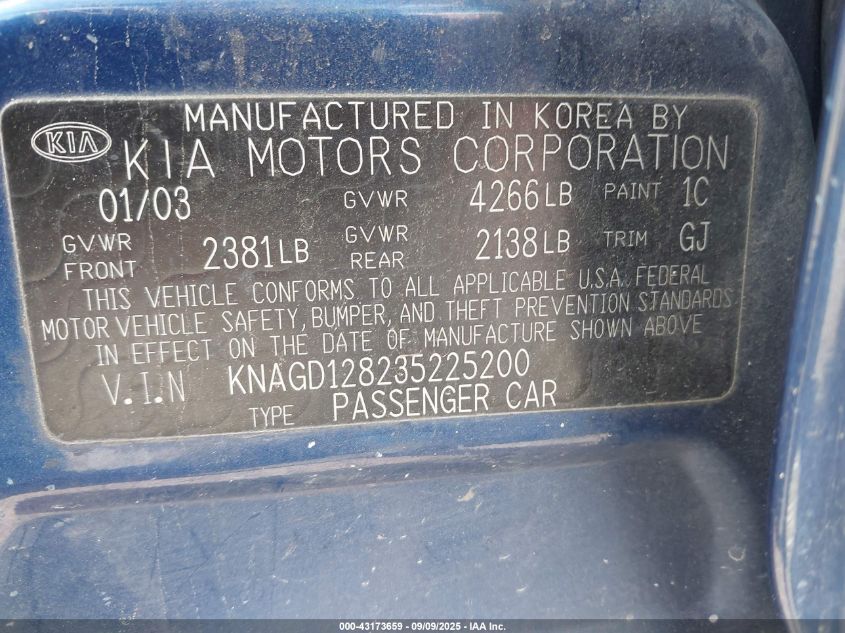 MANUFACTURED IN KOREA BY
KIA KIA MOTORS CORPORATION
01/03 GVWR 4266LB PAINT 1C
GVWR FRONT 2381LB GVWR REAR 2138LB TRIM GJ
THIS VEHICLE CONFORMS TO ALL APPLICABLE U.S.A. FEDERAL
MOTOR VEHICLE SAFETY, BUMPER, AND THEFT PREVENTION STANDARDS
IN EFFECT ON THE DATE OF MANUFACTURE SHOWN ABOVE
V.I.N KNAGD128235225200
TYPE PASSENGER CAR
000-43173659 - 09/09/2025 - IAA Inc.